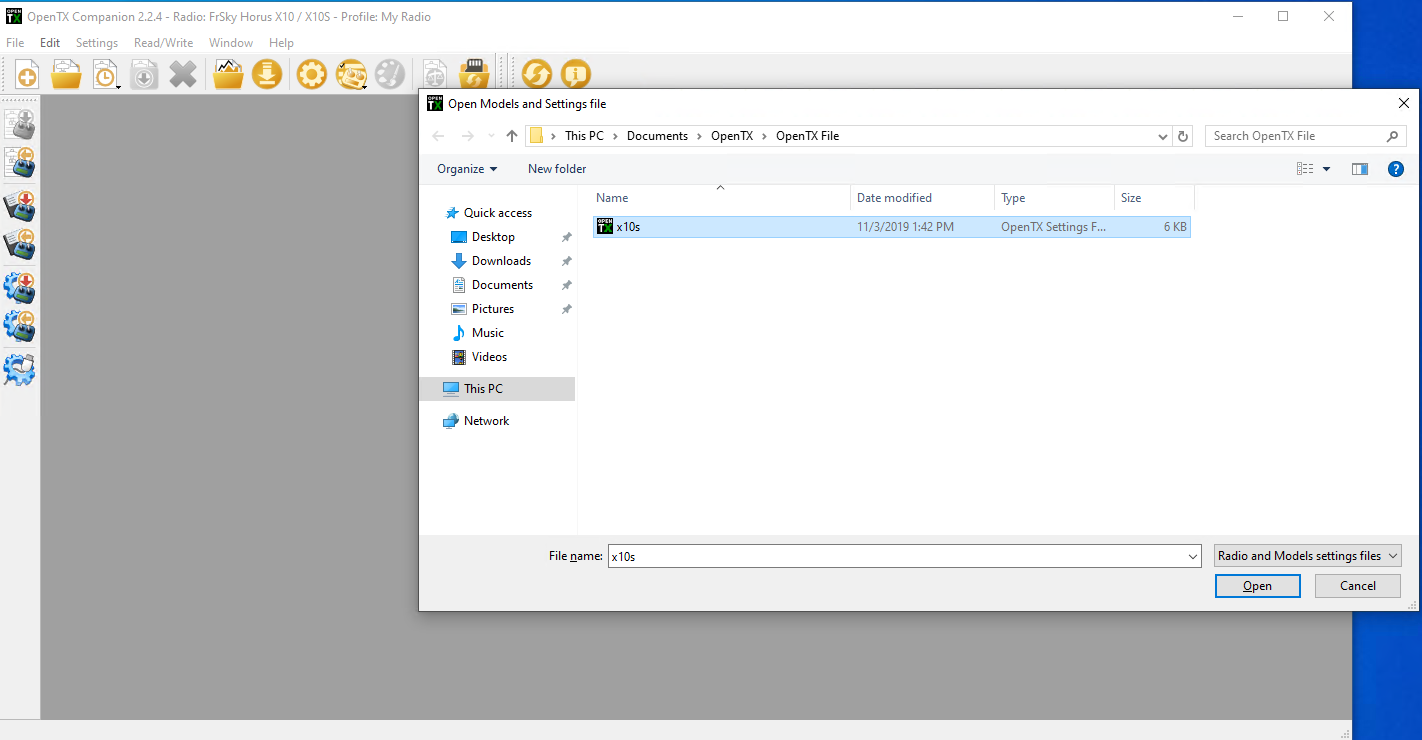 OpenTX Companion 2.2.4 - Radio: FrSky Horus X10 / X10S - Profile: My Radio
File Edit Settings Read/Write Window Help
OPEN TX Open Models and Settings file
This PC > Documents > OpenTX > OpenTX File
Search OpenTX File
Organize New folder
Name Date modified Type Size
x10s 11/3/2019 1:42 PM OpenTX Settings F... 6 KB
Quick access
Desktop
Downloads
Documents
Pictures
Music
Videos
This PC
Network
File name: x10s Radio and Models settings files
Open Cancel